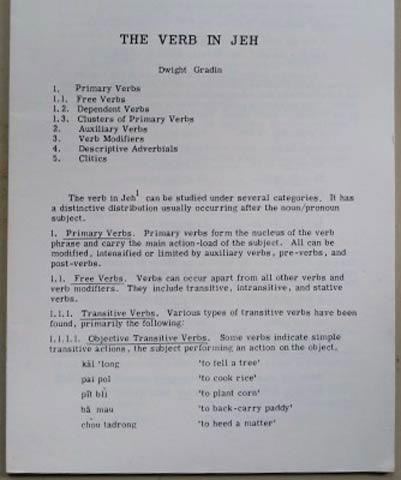 THE VERB IN JEH
Dwight Gradin
1. Primary Verbs
1.1. Free Verbs
1.2. Dependent Verbs
1.3. Clusters of Primary Verbs
2. Auxiliary Verbs
3. Verb Modifiers
4. Descriptive Adverbials
5. Clitics
The verb in Jeh¹ can be studied under several categories. It has
a distinctive distribution usually occurring after the noun/pronoun
subject.
1. Primary Verbs. Primary verbs form the nucleus of the verb
phrase and carry the main action-load of the subject. All can be
modified, intensified or limited by auxiliary verbs, pre-verbs, and
post-verbs.
1.1. Free Verbs. Verbs can occur apart from all other verbs and
verb modifiers. They include transitive, intransitive, and stative
verbs.
1.1.1. Transitive Verbs. Various types of transitive verbs have been
found, primarily the following:
1.1.1.1. Objective Transitive Verbs. Some verbs indicate simple
transitive actions, the subject performing an action on the object.
'long 'to fell a tree'
'to cook rice'
'to plant corn'
mau 'to back-carry paddy'
tadrong 'to heed a matter'